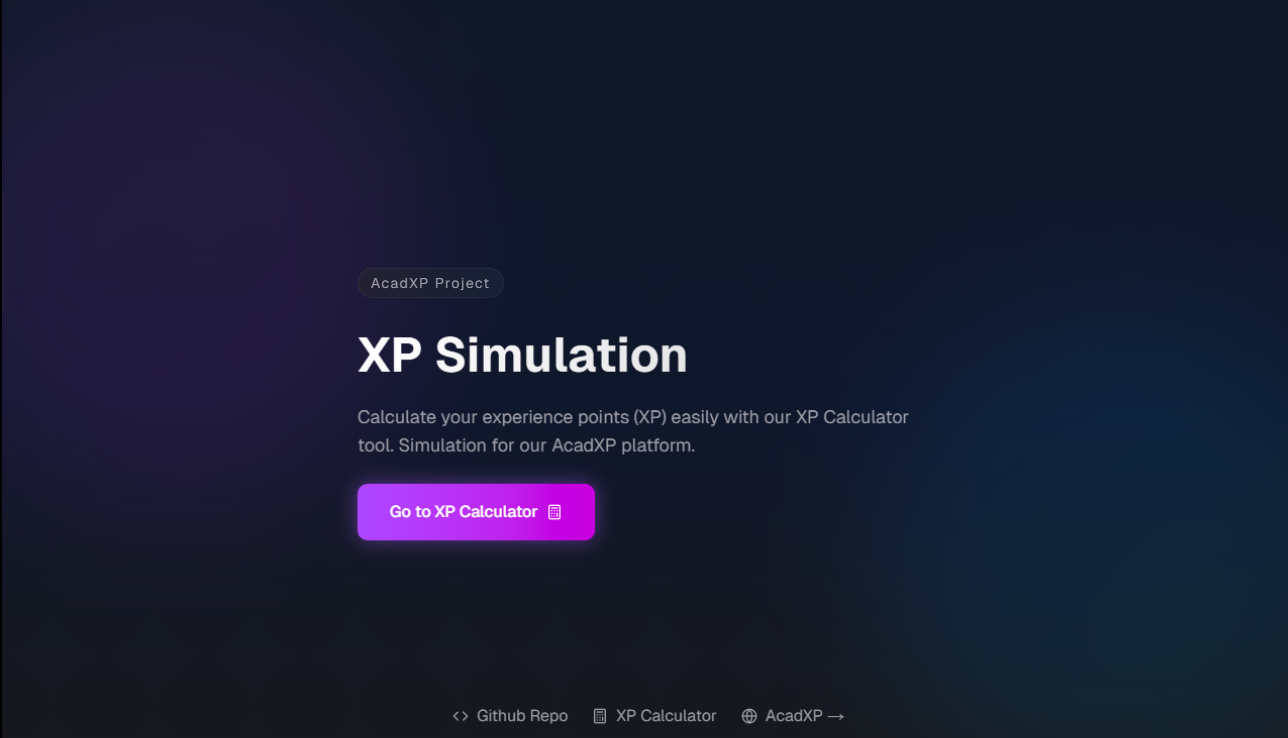 AcadXP Project
XP Simulation
Calculate your experience points (XP) easily with our XP Calculator
tool. Simulation for our AcadXP platform.
Go to XP Calculator
Github Repo XP Calculator AcadXP →